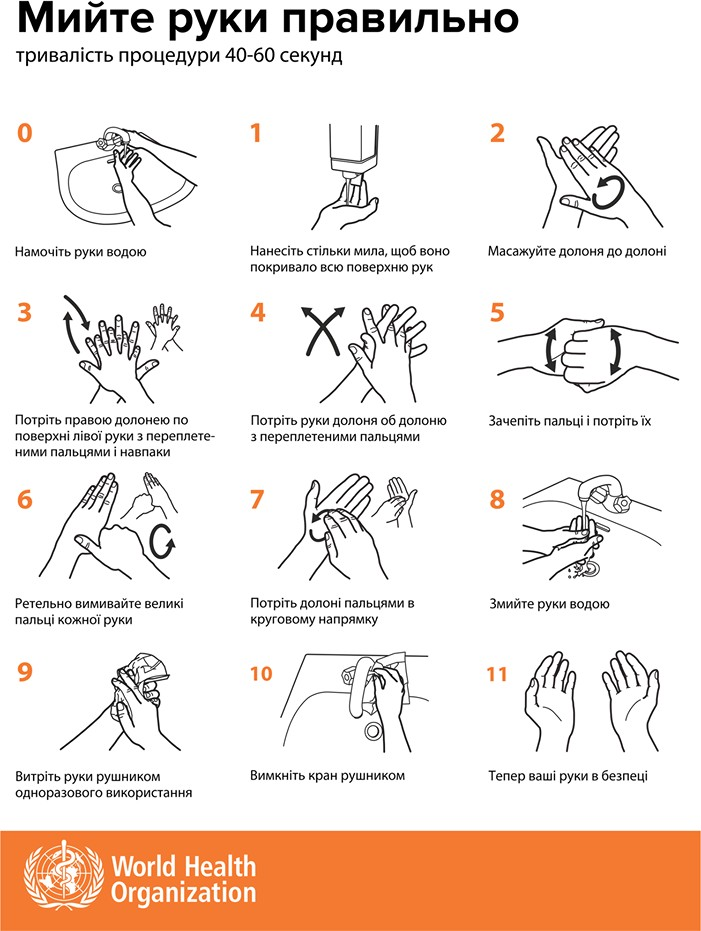 Мийте руки правильно
тривалість процедури 40-60 секунд
0
Намочіть руки водою
1
Нанесіть стільки мила, щоб воно
покривало всю поверхню рук
2
Масажуйте долоня до долоні
3
Потріть правою долонею по
поверхні лівої руки з переплете-
ними пальцями і навпаки
4
Потріть руки долоня об долоню
з переплетеними пальцями
5
Зачепіть пальці і потріть їх
6
Ретельно вимивайте великі
пальці кожної руки
7
Потріть долоні пальцями в
круговому напрямку
8
Змийте руки водою
9
Витріть руки рушником
одноразового використання
10
Вимкніть кран рушником
11
Тепер ваші руки в безпеці
World Health
Organization